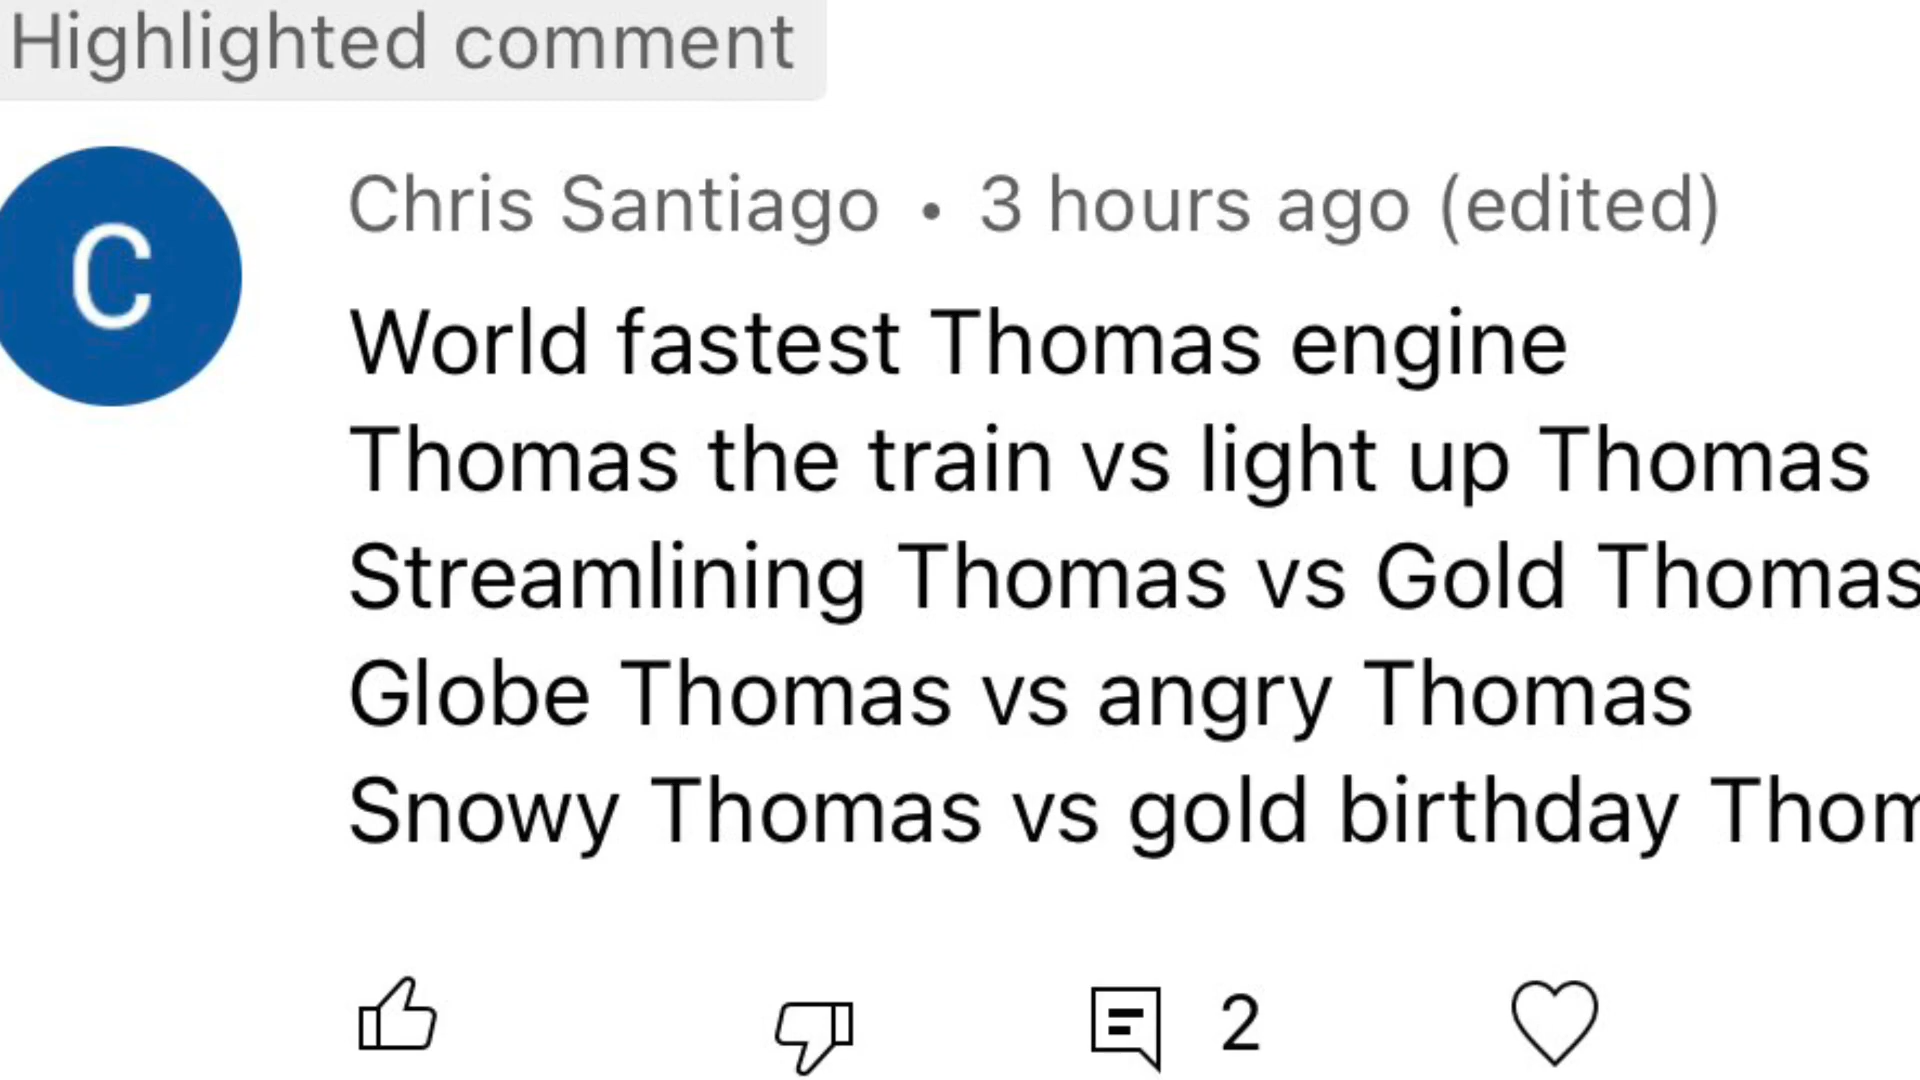 Highlighted comment
C
Chris Santiago • 3 hours ago (edited)
World fastest Thomas engine
Thomas the train vs light up Thomas
Streamlining Thomas vs Gold Thomas
Globe Thomas vs angry Thomas
Snowy Thomas vs gold birthday Thom
2